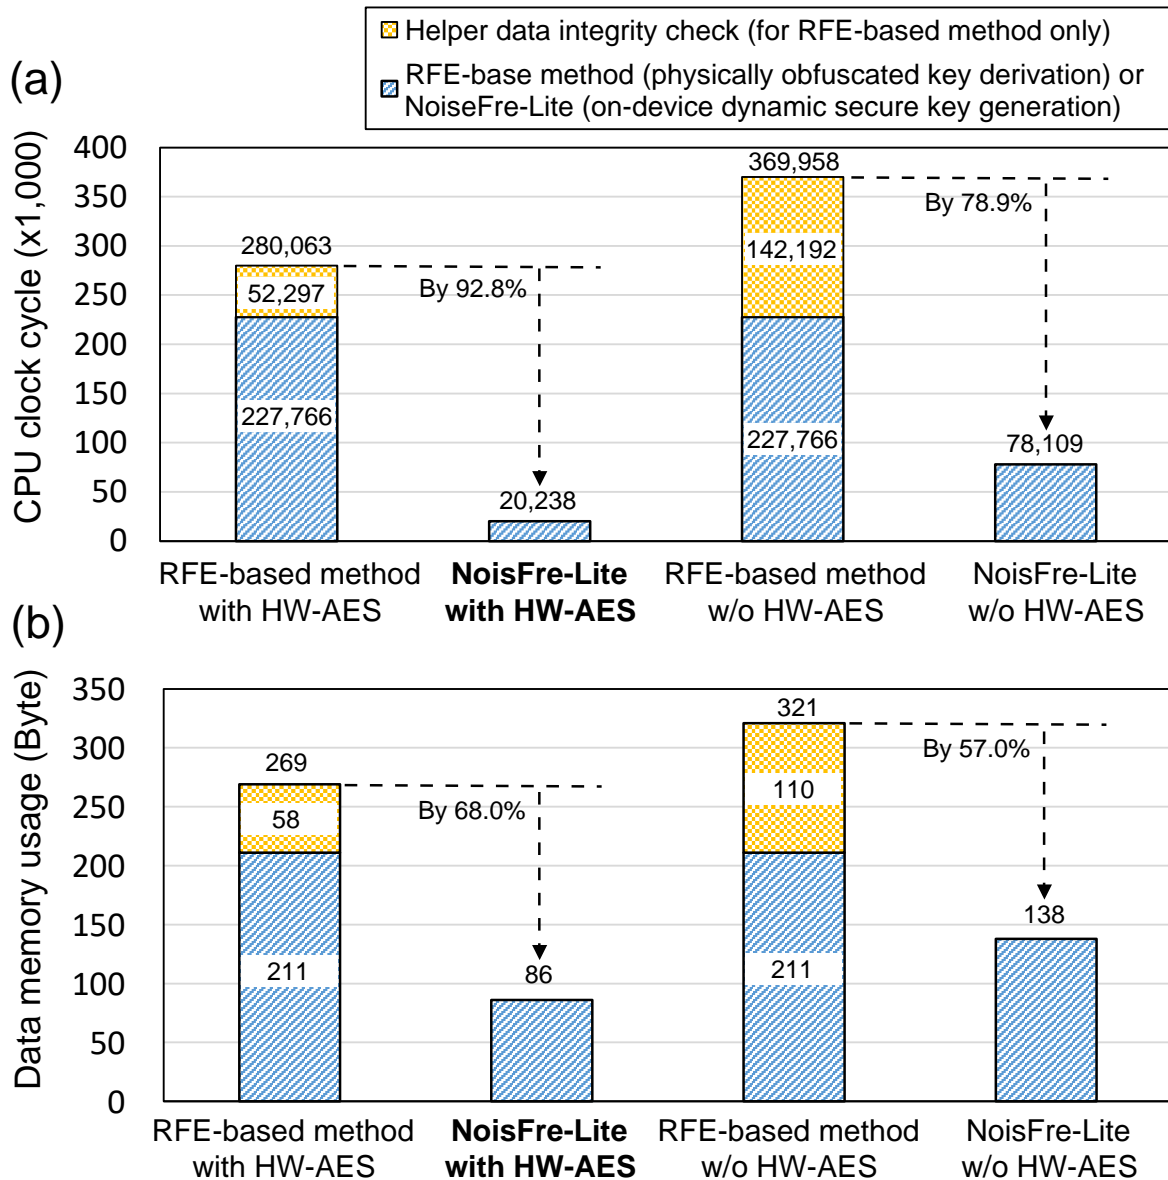 Helper data integrity check (for RFE-based method only)
RFE-base method (physically obfuscated key derivation) or
NoiseFre-Lite (on-device dynamic secure key generation)
(a)
CPU clock cycle (x1,000)
400
350
300
250
200
150
100
50
0
280,063
52,297
227,766
By 92.8%
20,238
369,958
142,192
227,766
By 78.9%
78,109
RFE-based method
with HW-AES
NoisFre-Lite
with HW-AES
RFE-based method
w/o HW-AES
NoisFre-Lite
w/o HW-AES
(b)
Data memory usage (Byte)
350
300
250
200
150
100
50
0
269
58
211
By 68.0%
86
321
110
211
By 57.0%
138
RFE-based method
with HW-AES
NoisFre-Lite
with HW-AES
RFE-based method
w/o HW-AES
NoisFre-Lite
w/o HW-AES